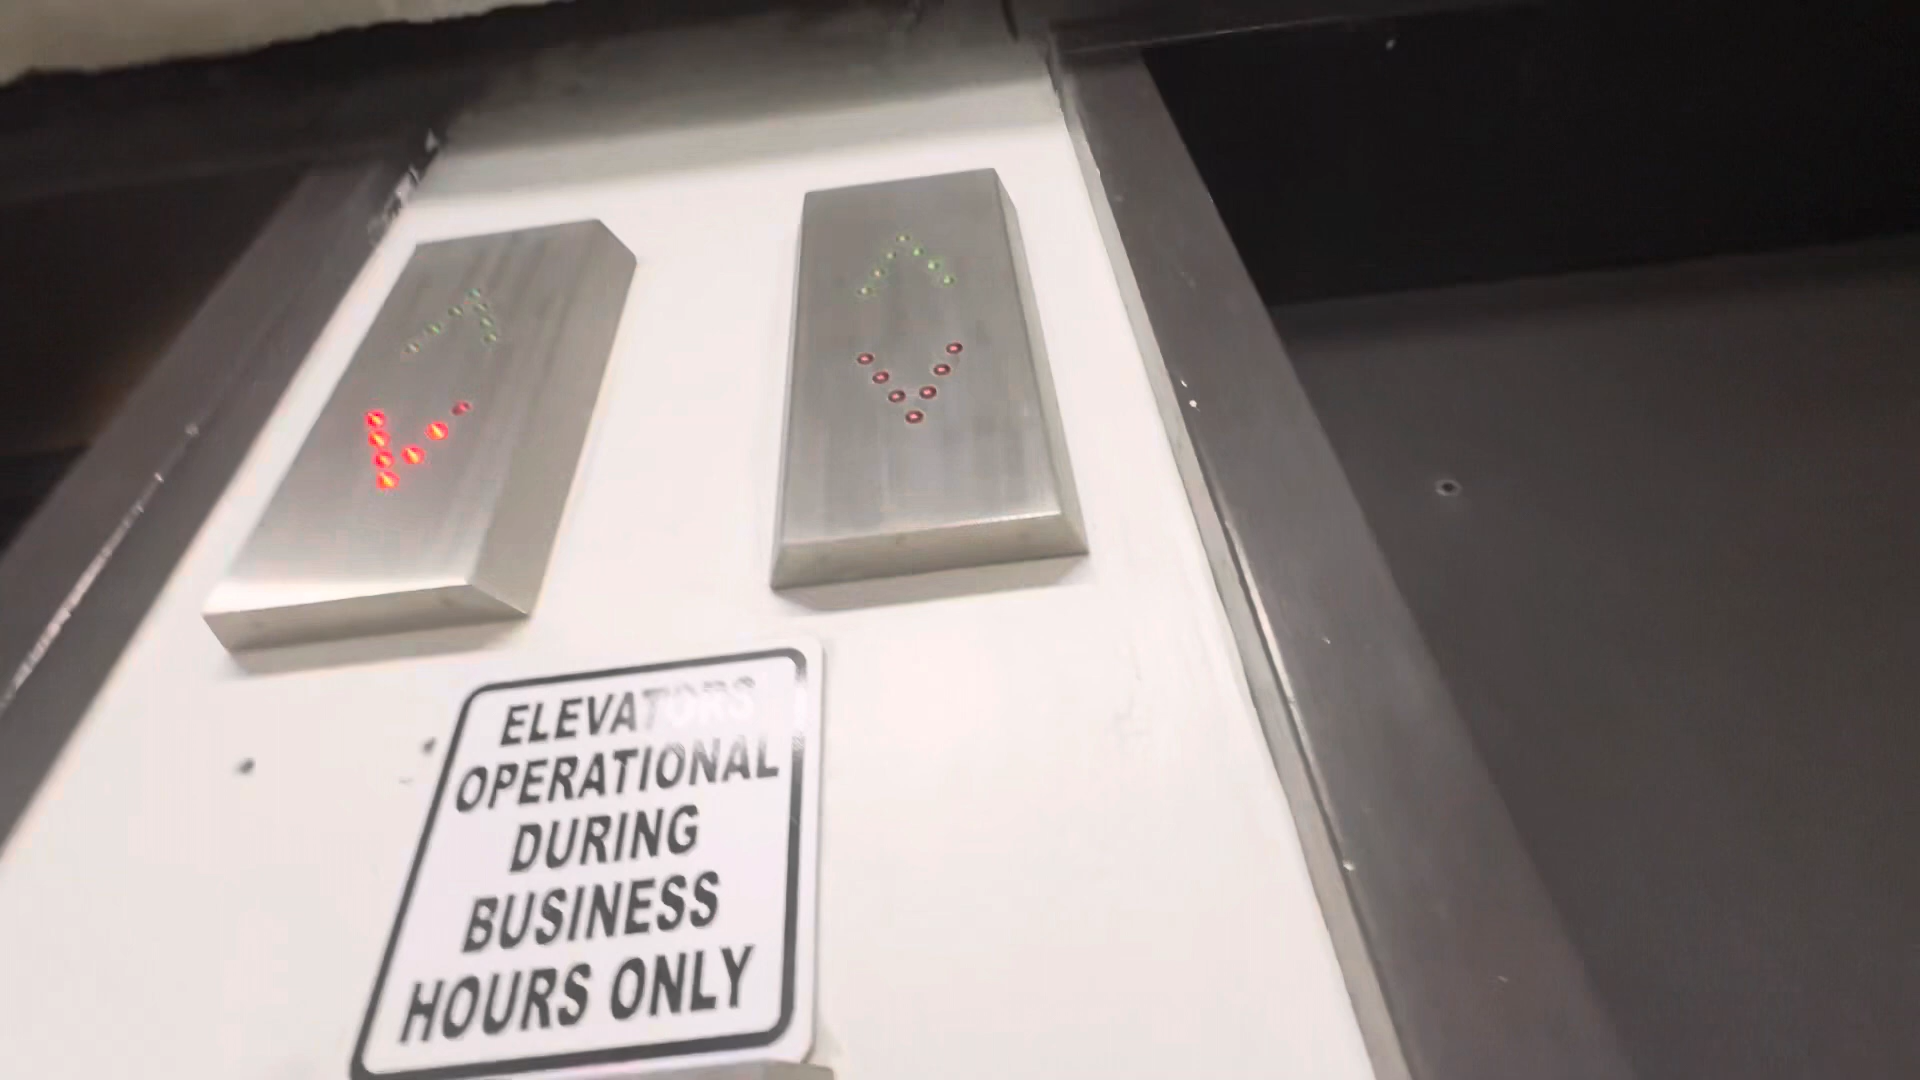 ELEVATORS
OPERATIONAL
DURING
BUSINESS
HOURS ONLY